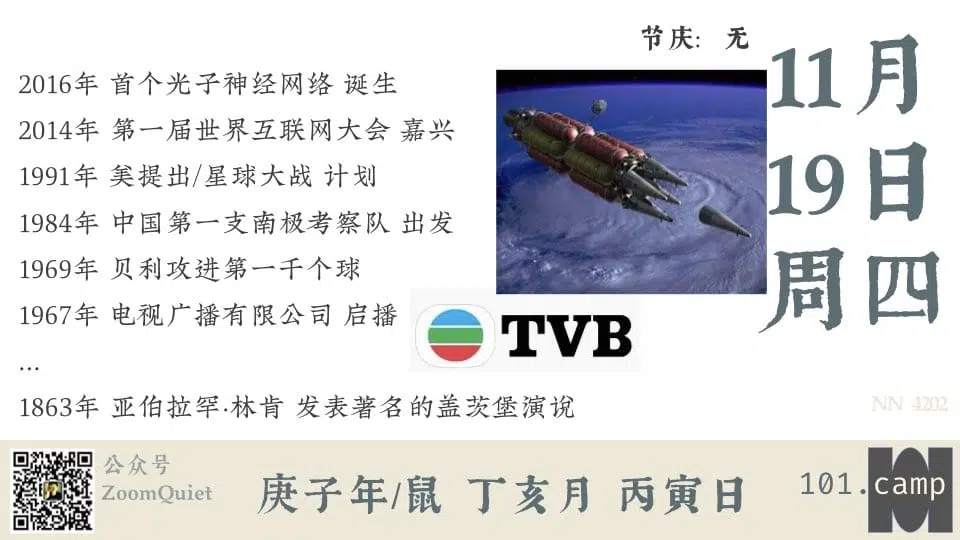 节庆： 无
11月
19日
周四
2016年 首个光子神经网络 诞生
2014年 第一届世界互联网大会 嘉兴
1991年 美提出/星球大战 计划
1984年 中国第一支南极考察队 出发
1969年 贝利攻进第一千个球
1967年 电视广播有限公司 启播
TVB
...
1863年 亚伯拉罕·林肯 发表著名的盖茨堡演说
NN 4202
公众号
ZoomQuiet
庚子年/鼠 丁亥月 丙寅日
101.camp